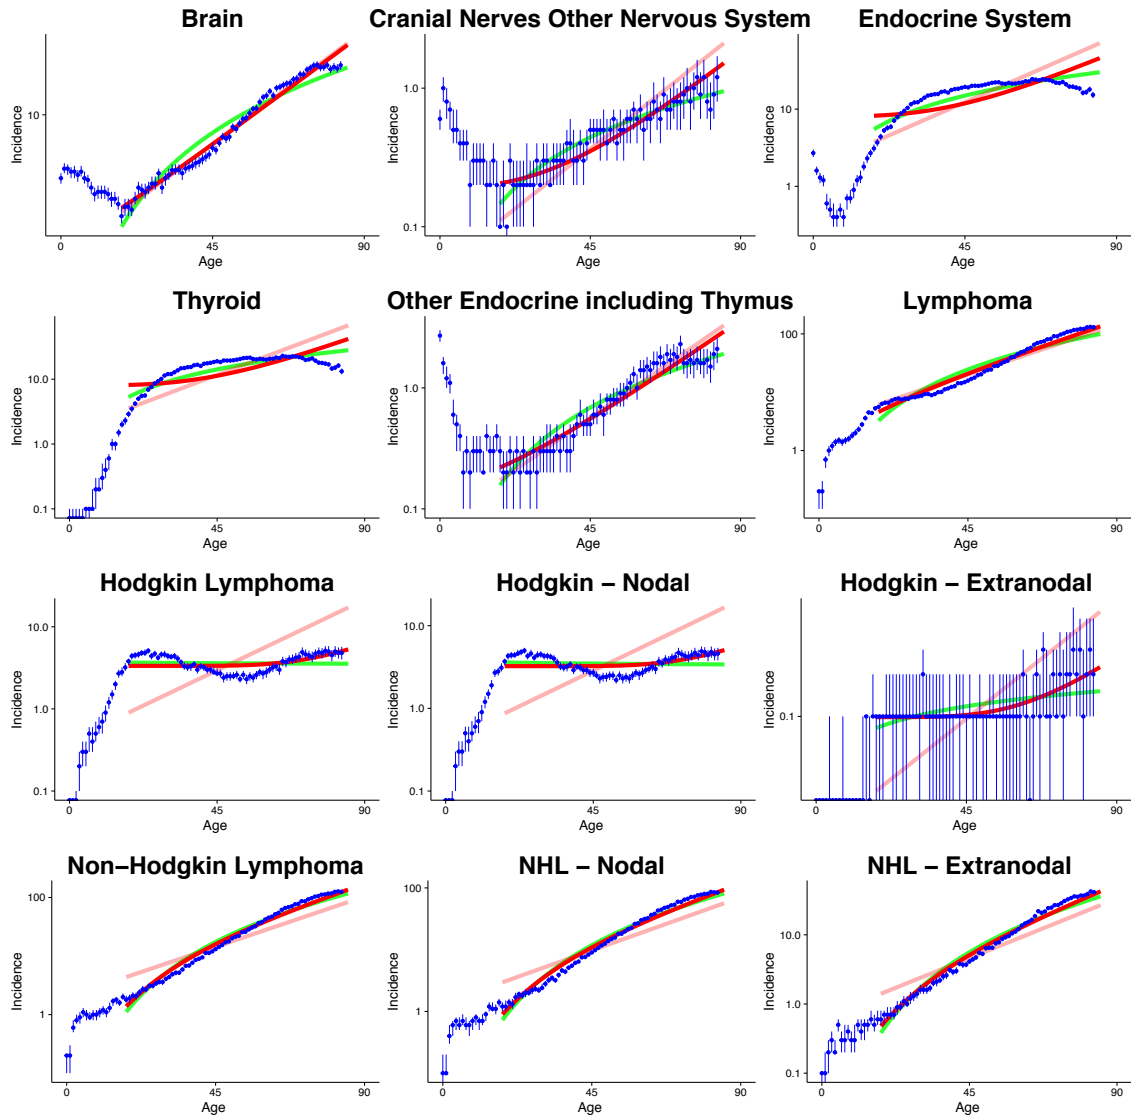 Brain
Cranial Nerves Other Nervous System
Endocrine System
Incidence
10
0
45
90
Age
Incidence
1.0
0.1
0
45
90
Age
Incidence
10
1
0
45
90
Age
Thyroid
Other Endocrine including Thymus
Lymphoma
Incidence
10.0
1.0
0.1
0
45
90
Age
Incidence
1.0
0.1
0
45
90
Age
Incidence
100
1
0
45
90
Age
Hodgkin Lymphoma
Hodgkin – Nodal
Hodgkin – Extranodal
Incidence
10.0
1.0
0.1
0
45
90
Age
Incidence
10.0
1.0
0.1
0
45
90
Age
Incidence
0.1
0
45
90
Age
Non–Hodgkin Lymphoma
NHL – Nodal
NHL – Extranodal
Incidence
100
1
0
45
90
Age
Incidence
100
1
0
45
90
Age
Incidence
10.0
1.0
0.1
0
45
90
Age